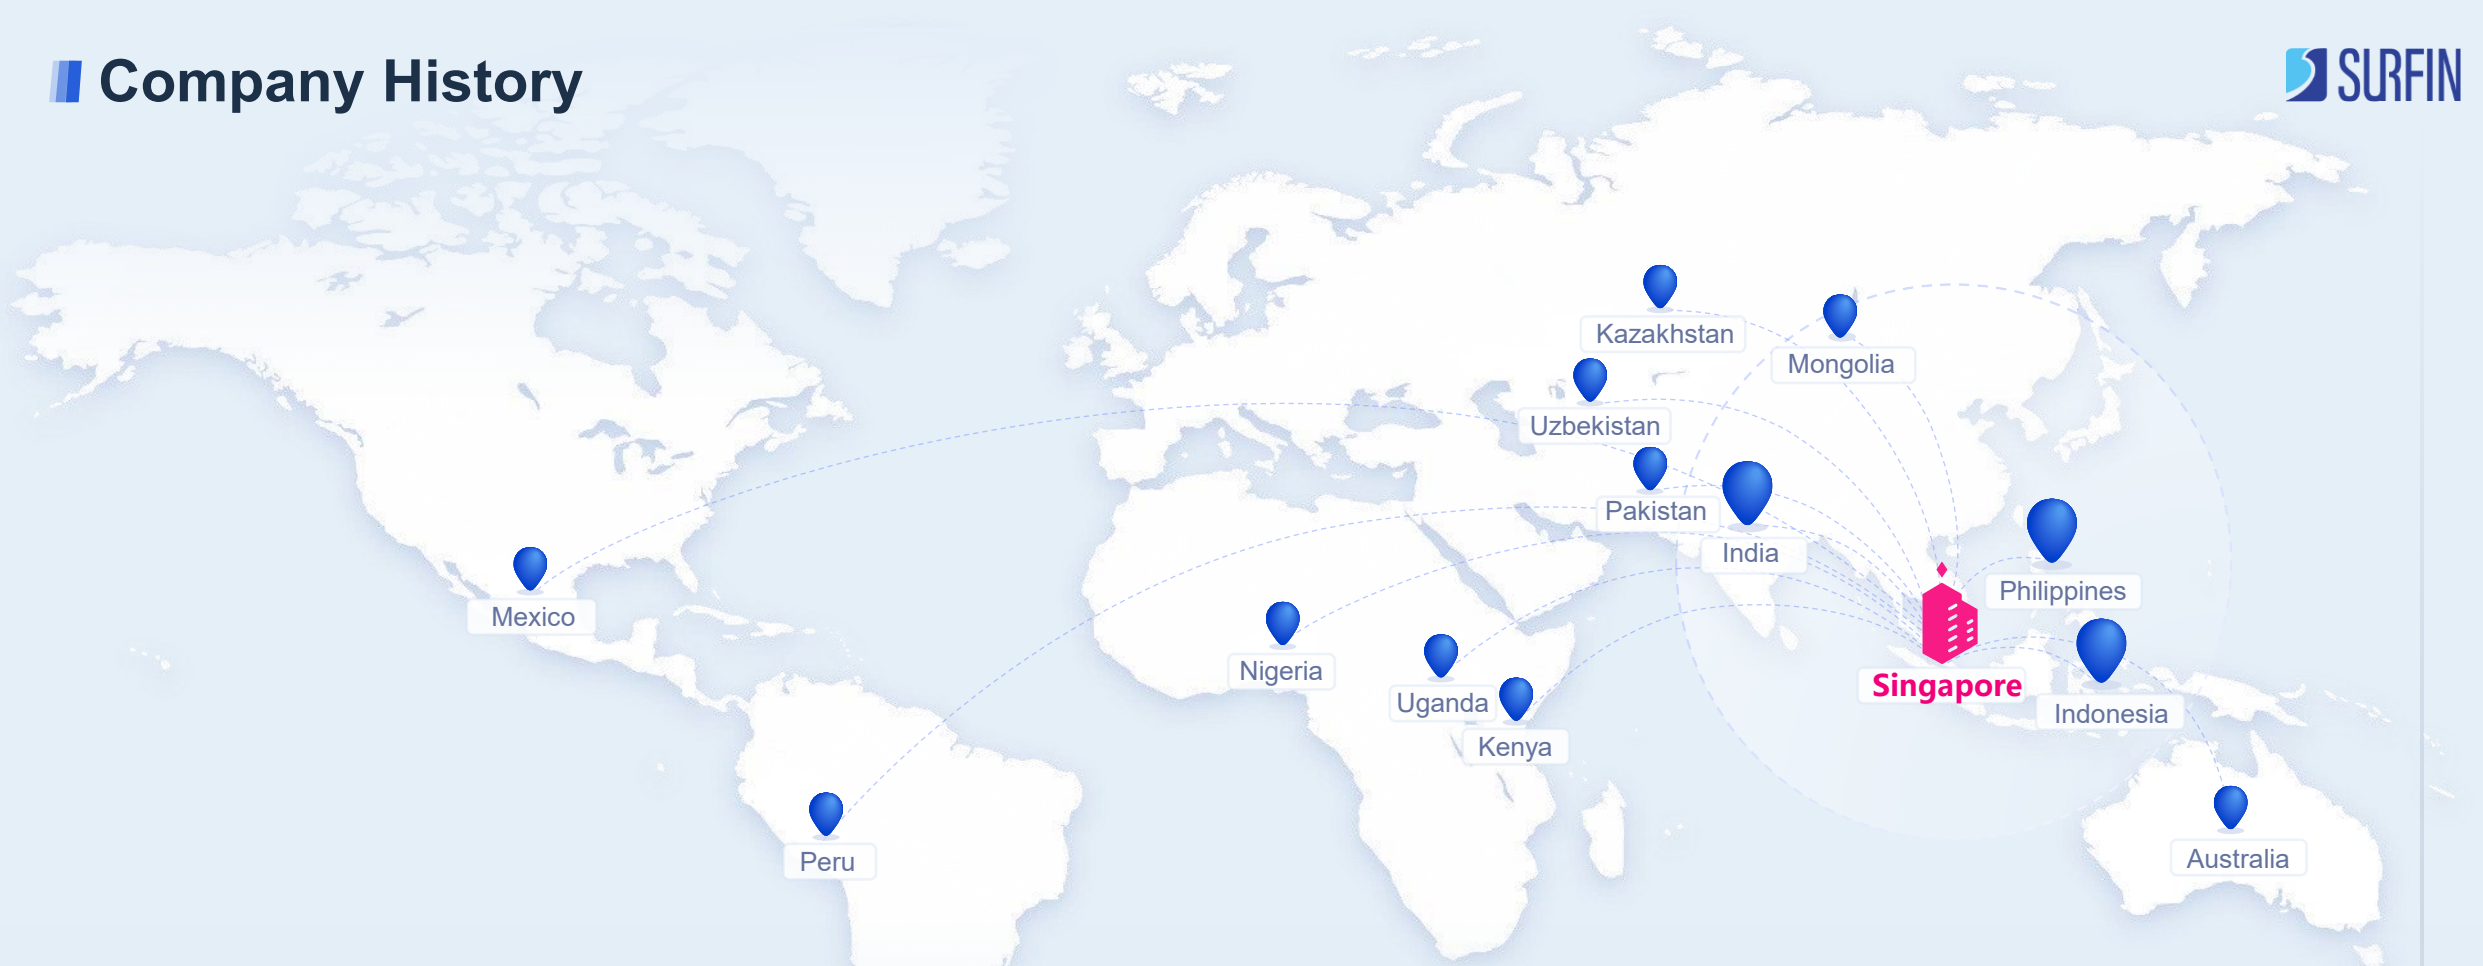 Company History
SURFIN
Kazakhstan
Mongolia
Uzbekistan
Pakistan
India
Philippines
Mexico
Nigeria
Uganda
Singapore
Indonesia
Kenya
Peru
Australia